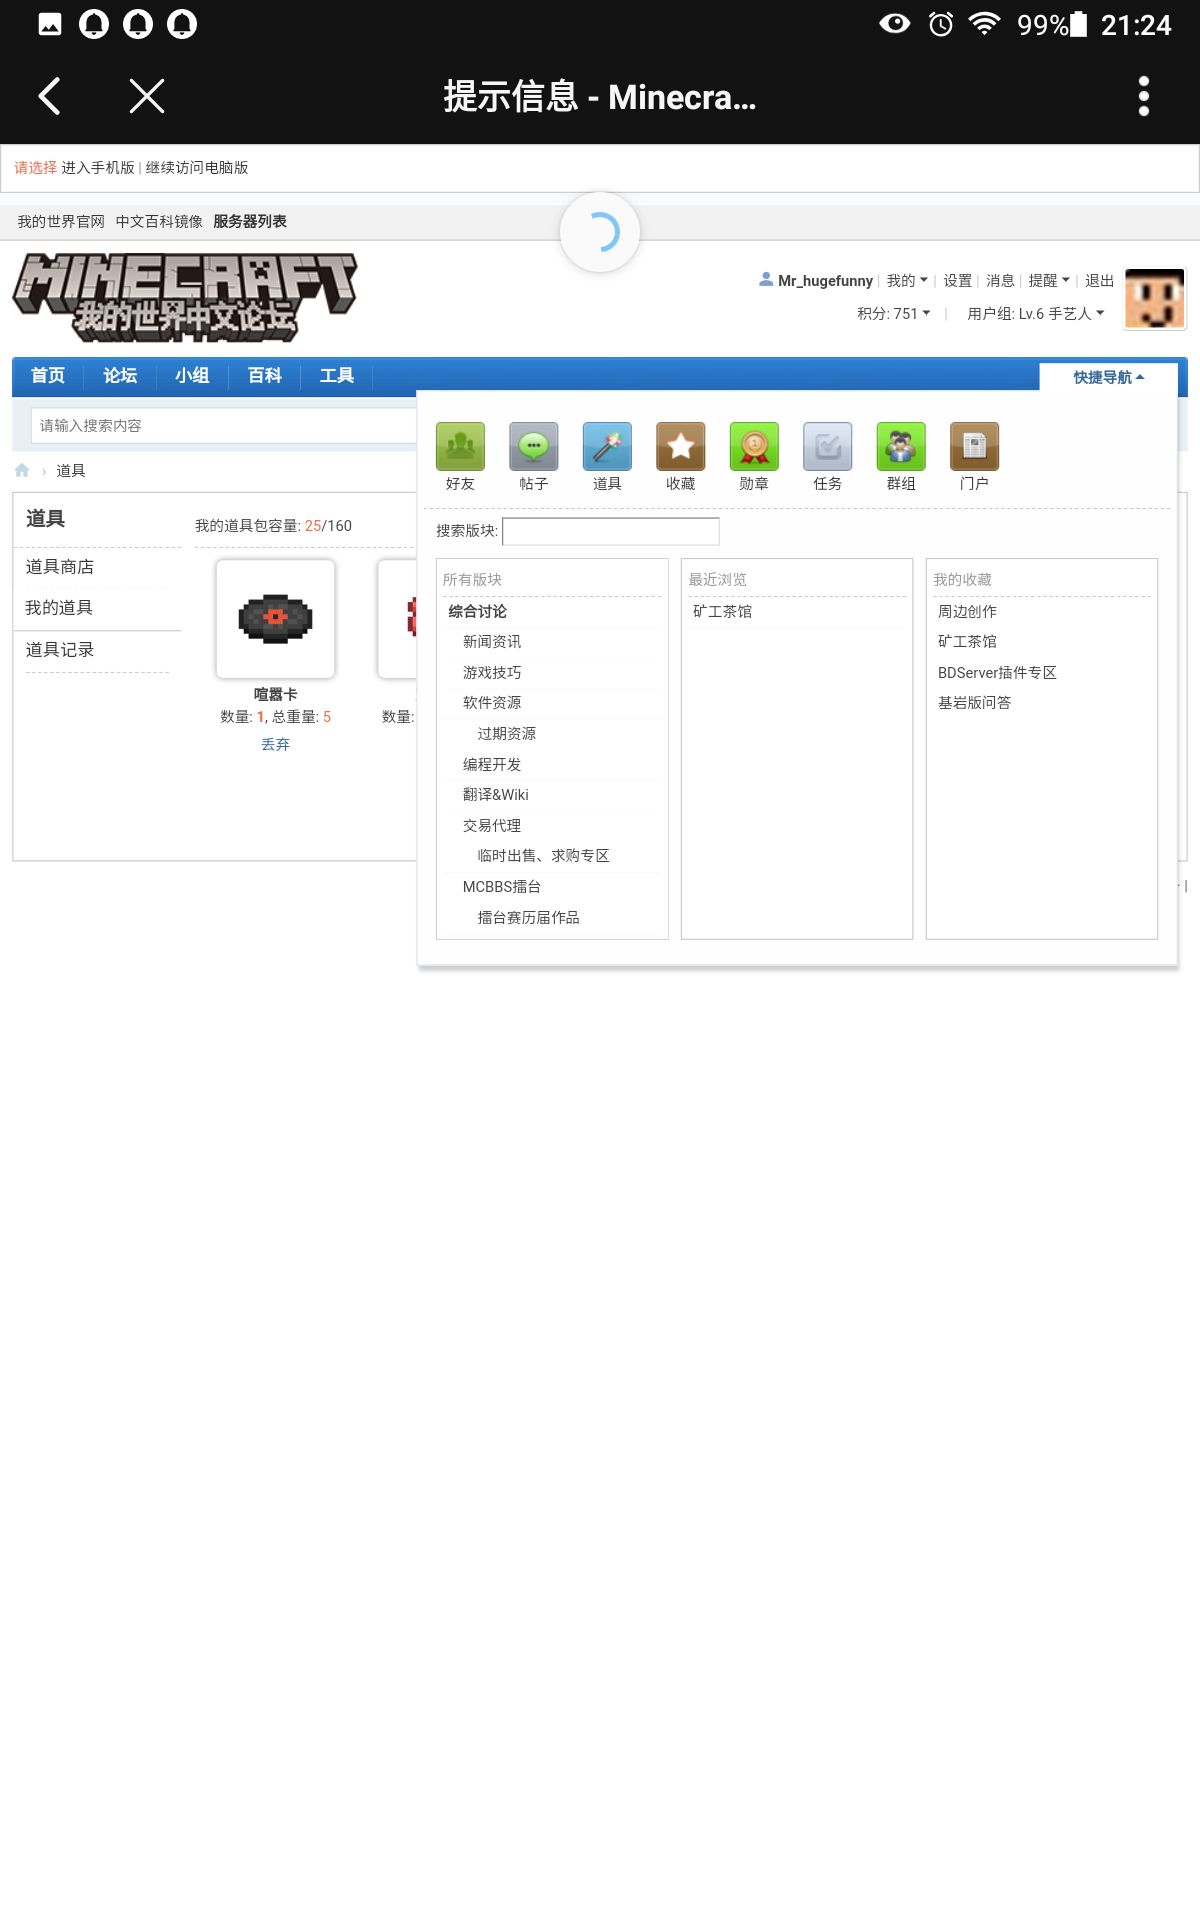 99% 21:24
提示信息 - Minecra...
请选择 进入手机版 | 继续访问电脑版
我的世界官网 中文百科镜像 服务器列表
MINECRAFT
我的世界中文论坛
Mr_hugefunny | 我的 | 设置 | 消息 | 提醒 | 退出
积分: 751 | 用户组: Lv.6 手艺人
首页 论坛 小组 百科 工具
快捷导航
请输入搜索内容
› 道具
好友 帖子 道具 收藏 勋章 任务 群组 门户
搜索版块:
道具
道具商店
我的道具
道具记录
我的道具包容量: 25/160
喧嚣卡
数量: 1, 总重量: 5
丢弃
数量:
所有版块
综合讨论
新闻资讯
游戏技巧
软件资源
过期资源
编程开发
翻译&Wiki
交易代理
临时出售、求购专区
MCBBS擂台
擂台赛历届作品
最近浏览
矿工茶馆
我的收藏
周边创作
矿工茶馆
BDServer插件专区
基岩版问答
|